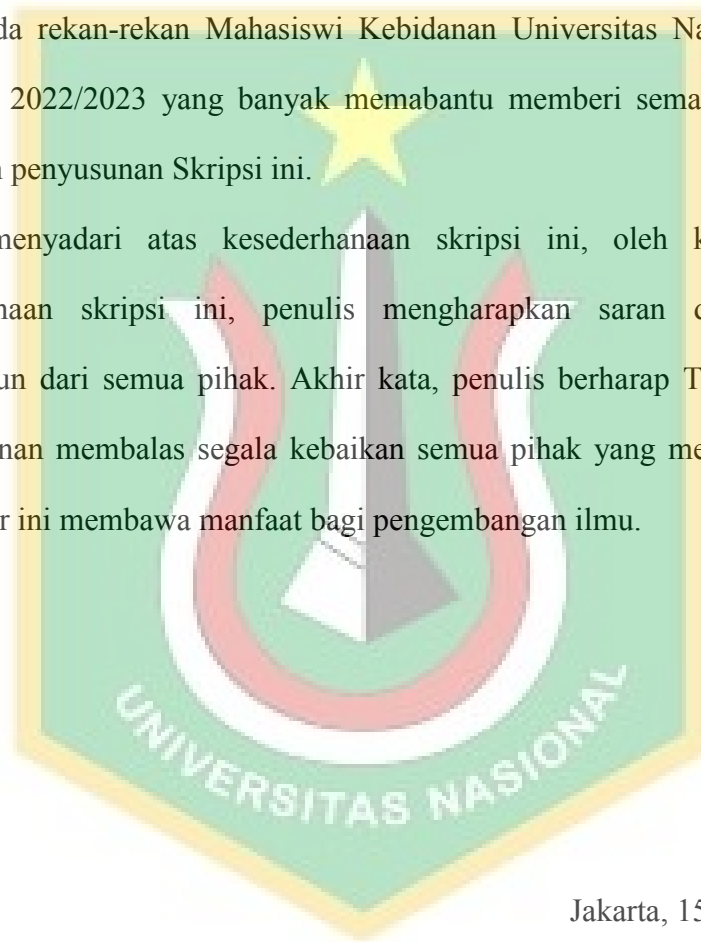 da rekan-rekan Mahasiswi Kebidanan Universitas Na
2022/2023 yang banyak memabantu memberi sema
n penyusunan Skripsi ini.
menyadari atas kesederhanaan skripsi ini, oleh k
naan skripsi ini, penulis mengharapkan saran d
un dari semua pihak. Akhir kata, penulis berharap T
nan membalas segala kebaikan semua pihak yang me
r ini membawa manfaat bagi pengembangan ilmu.
UNIVERSITAS NASIONAL
Jakarta, 15